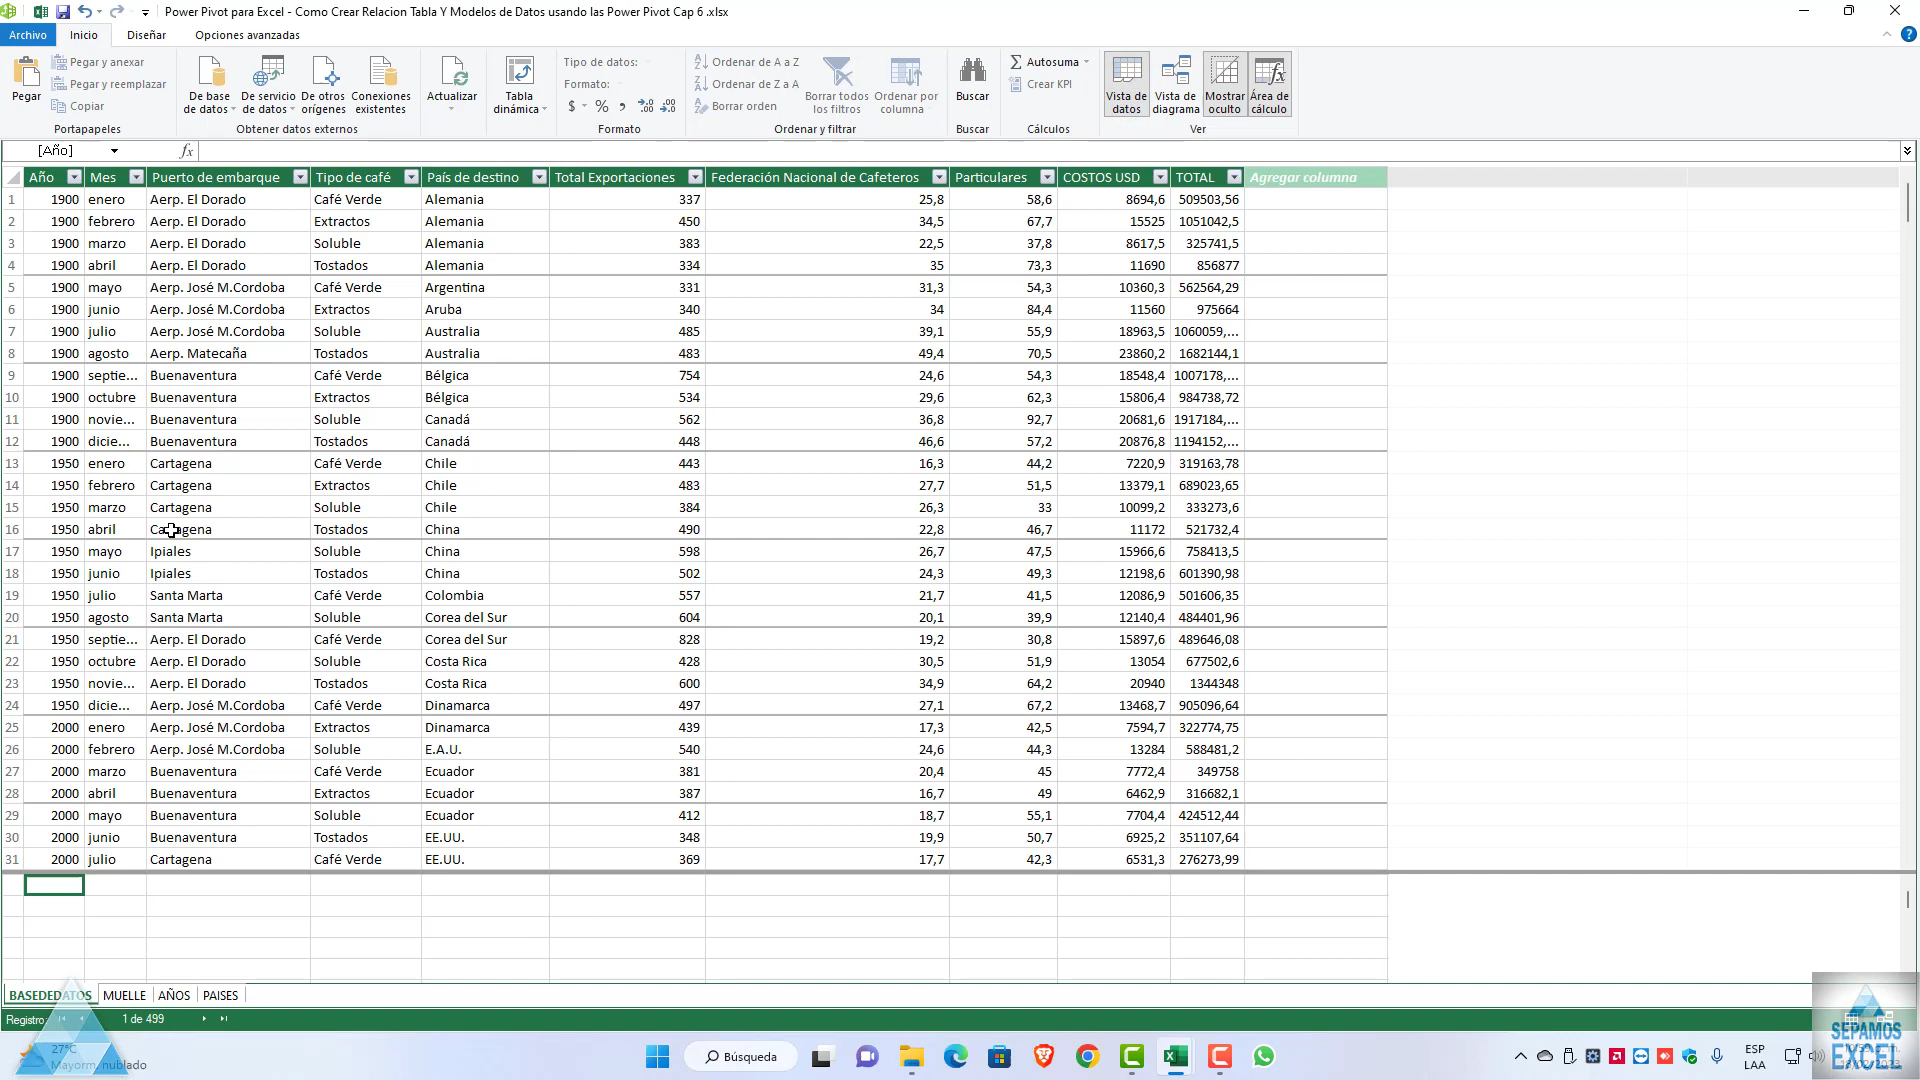 Power Pivot para Excel - Como Crear Relacion Tabla Y Modelos de Datos usando las Power Pivot Cap 6 .xlsx
Archivo Inicio Diseñar Opciones avanzadas
Pegar
Pegar y anexar
Pegar y reemplazar
Copiar
Portapapeles
De base de datos
De servicio de datos
De otros orígenes
Conexiones existentes
Obtener datos externos
Actualizar
Tabla dinámica
Tipo de datos:
Formato:
$ % ,
Formato
Ordenar de A a Z
Ordenar de Z a A
Borrar orden
Borrar todos los filtros
Ordenar por columna
Ordenar y filtrar
Buscar
Buscar
Autosuma
Crear KPI
Cálculos
Vista de datos
Vista de diagrama
Mostrar oculto
Área de cálculo
Ver
[Año] fx
Año Mes Puerto de embarque Tipo de café País de destino Total Exportaciones Federación Nacional de Cafeteros Particulares COSTOS USD TOTAL Agregar columna
1 1900 enero Aerp. El Dorado Café Verde Alemania 337 25,8 58,6 8694,6 509503,56
2 1900 febrero Aerp. El Dorado Extractos Alemania 450 34,5 67,7 15525 1051042,5
3 1900 marzo Aerp. El Dorado Soluble Alemania 383 22,5 37,8 8617,5 325741,5
4 1900 abril Aerp. El Dorado Tostados Alemania 334 35 73,3 11690 856877
5 1900 mayo Aerp. José M.Cordoba Café Verde Argentina 331 31,3 54,3 10360,3 562564,29
6 1900 junio Aerp. José M.Cordoba Extractos Aruba 340 34 84,4 11560 975664
7 1900 julio Aerp. José M.Cordoba Soluble Australia 485 39,1 55,9 18963,5 1060059,...
8 1900 agosto Aerp. Matecaña Tostados Australia 483 49,4 70,5 23860,2 1682144,1
9 1900 septie... Buenaventura Café Verde Bélgica 754 24,6 54,3 18548,4 1007178,...
10 1900 octubre Buenaventura Extractos Bélgica 534 29,6 62,3 15806,4 984738,72
11 1900 novie... Buenaventura Soluble Canadá 562 36,8 92,7 20681,6 1917184,...
12 1900 dicie... Buenaventura Tostados Canadá 448 46,6 57,2 20876,8 1194152,...
13 1950 enero Cartagena Café Verde Chile 443 16,3 44,2 7220,9 319163,78
14 1950 febrero Cartagena Extractos Chile 483 27,7 51,5 13379,1 689023,65
15 1950 marzo Cartagena Soluble Chile 384 26,3 33 10099,2 333273,6
16 1950 abril Cartagena Tostados China 490 22,8 46,7 11172 521732,4
17 1950 mayo Ipiales Soluble China 598 26,7 47,5 15966,6 758413,5
18 1950 junio Ipiales Tostados China 502 24,3 49,3 12198,6 601390,98
19 1950 julio Santa Marta Café Verde Colombia 557 21,7 41,5 12086,9 501606,35
20 1950 agosto Santa Marta Soluble Corea del Sur 604 20,1 39,9 12140,4 484401,96
21 1950 septie... Aerp. El Dorado Café Verde Corea del Sur 828 19,2 30,8 15897,6 489646,08
22 1950 octubre Aerp. El Dorado Soluble Costa Rica 428 30,5 51,9 13054 677502,6
23 1950 novie... Aerp. El Dorado Tostados Costa Rica 600 34,9 64,2 20940 1344348
24 1950 dicie... Aerp. José M.Cordoba Café Verde Dinamarca 497 27,1 67,2 13468,7 905096,64
25 2000 enero Aerp. José M.Cordoba Extractos Dinamarca 439 17,3 42,5 7594,7 322774,75
26 2000 febrero Aerp. José M.Cordoba Soluble E.A.U. 540 24,6 44,3 13284 588481,2
27 2000 marzo Buenaventura Café Verde Ecuador 381 20,4 45 7772,4 349758
28 2000 abril Buenaventura Extractos Ecuador 387 16,7 49 6462,9 316682,1
29 2000 mayo Buenaventura Soluble Ecuador 412 18,7 55,1 7704,4 424512,44
30 2000 junio Buenaventura Tostados EE.UU. 348 19,9 50,7 6925,2 351107,64
31 2000 julio Cartagena Café Verde EE.UU. 369 17,7 42,3 6531,3 276273,99
BASEDEDATOS MUELLE AÑOS PAISES
Registro: 1 de 499
27°C
Mayorm. nublado
Búsqueda
ESP
LAA
SEPAMOS
EXCEL